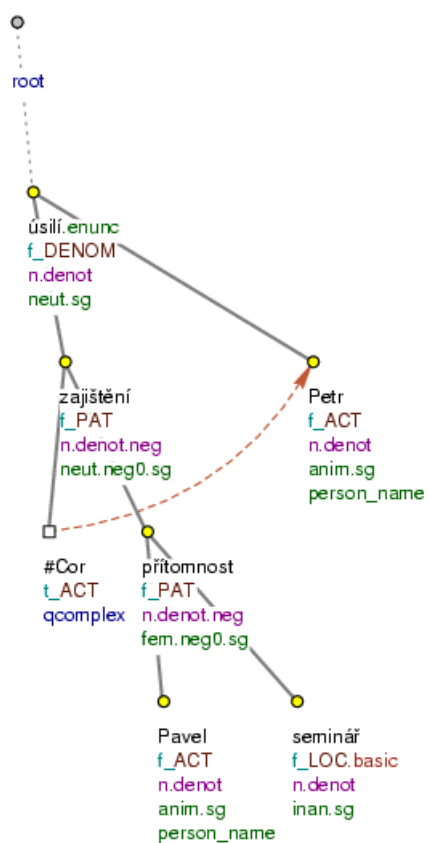 root
úsilí.enunc
f_DENOM
n.denot
neut.sg
zajištění
f_PAT
n.denot.neg
neut.neg0.sg
Petr
f_ACT
n.denot
anim.sg
person_name
#Cor
t_ACT
qcomplex
přítomnost
f_PAT
n.denot.neg
fem.neg0.sg
Pavel
f_ACT
n.denot
anim.sg
person_name
seminář
f_LOC.basic
n.denot
inan.sg